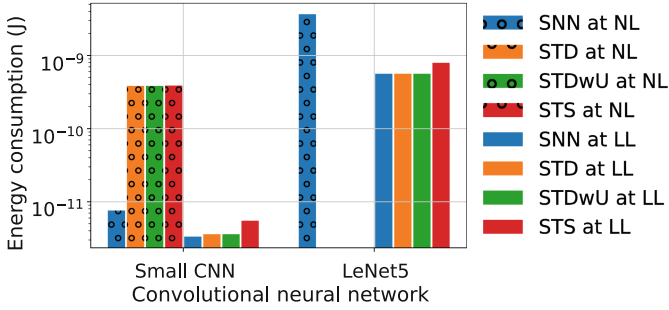 Energy consumption (J)
10⁻⁹
10⁻¹⁰
10⁻¹¹
Small CNN
LeNet5
Convolutional neural network
SNN at NL
STD at NL
STDwU at NL
STS at NL
SNN at LL
STD at LL
STDwU at LL
STS at LL